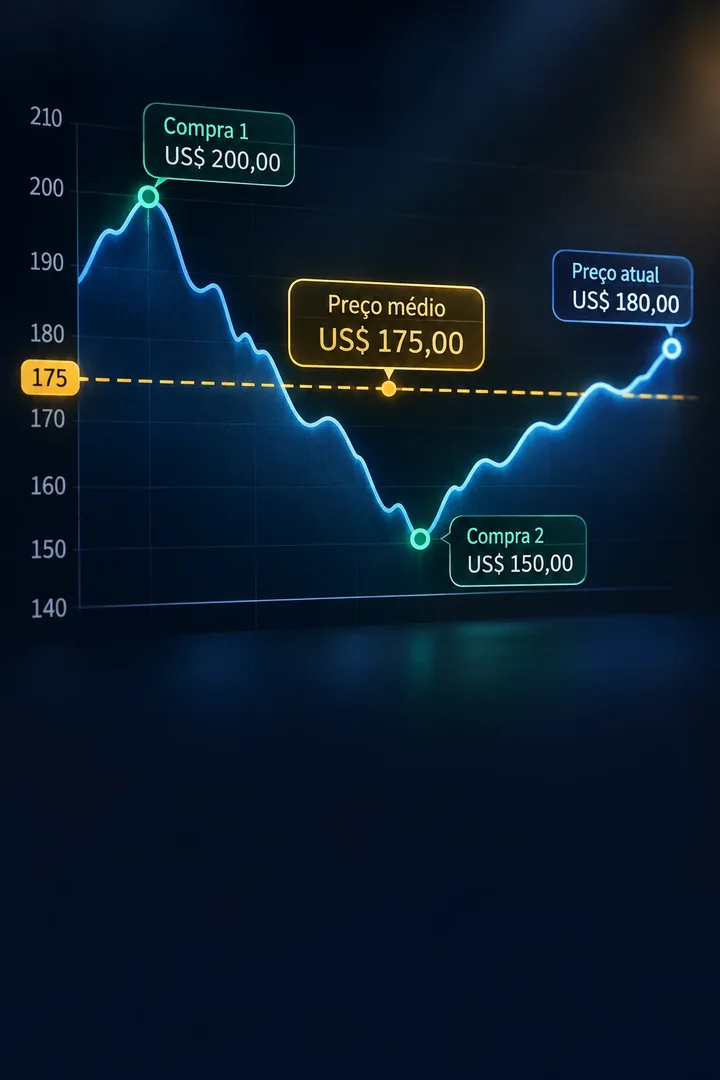 210
Compra 1
US$ 200,00
200
190
Preço atual
US$ 180,00
Preço médio
US$ 175,00
180
175
170
160
Compra 2
US$ 150,00
150
140